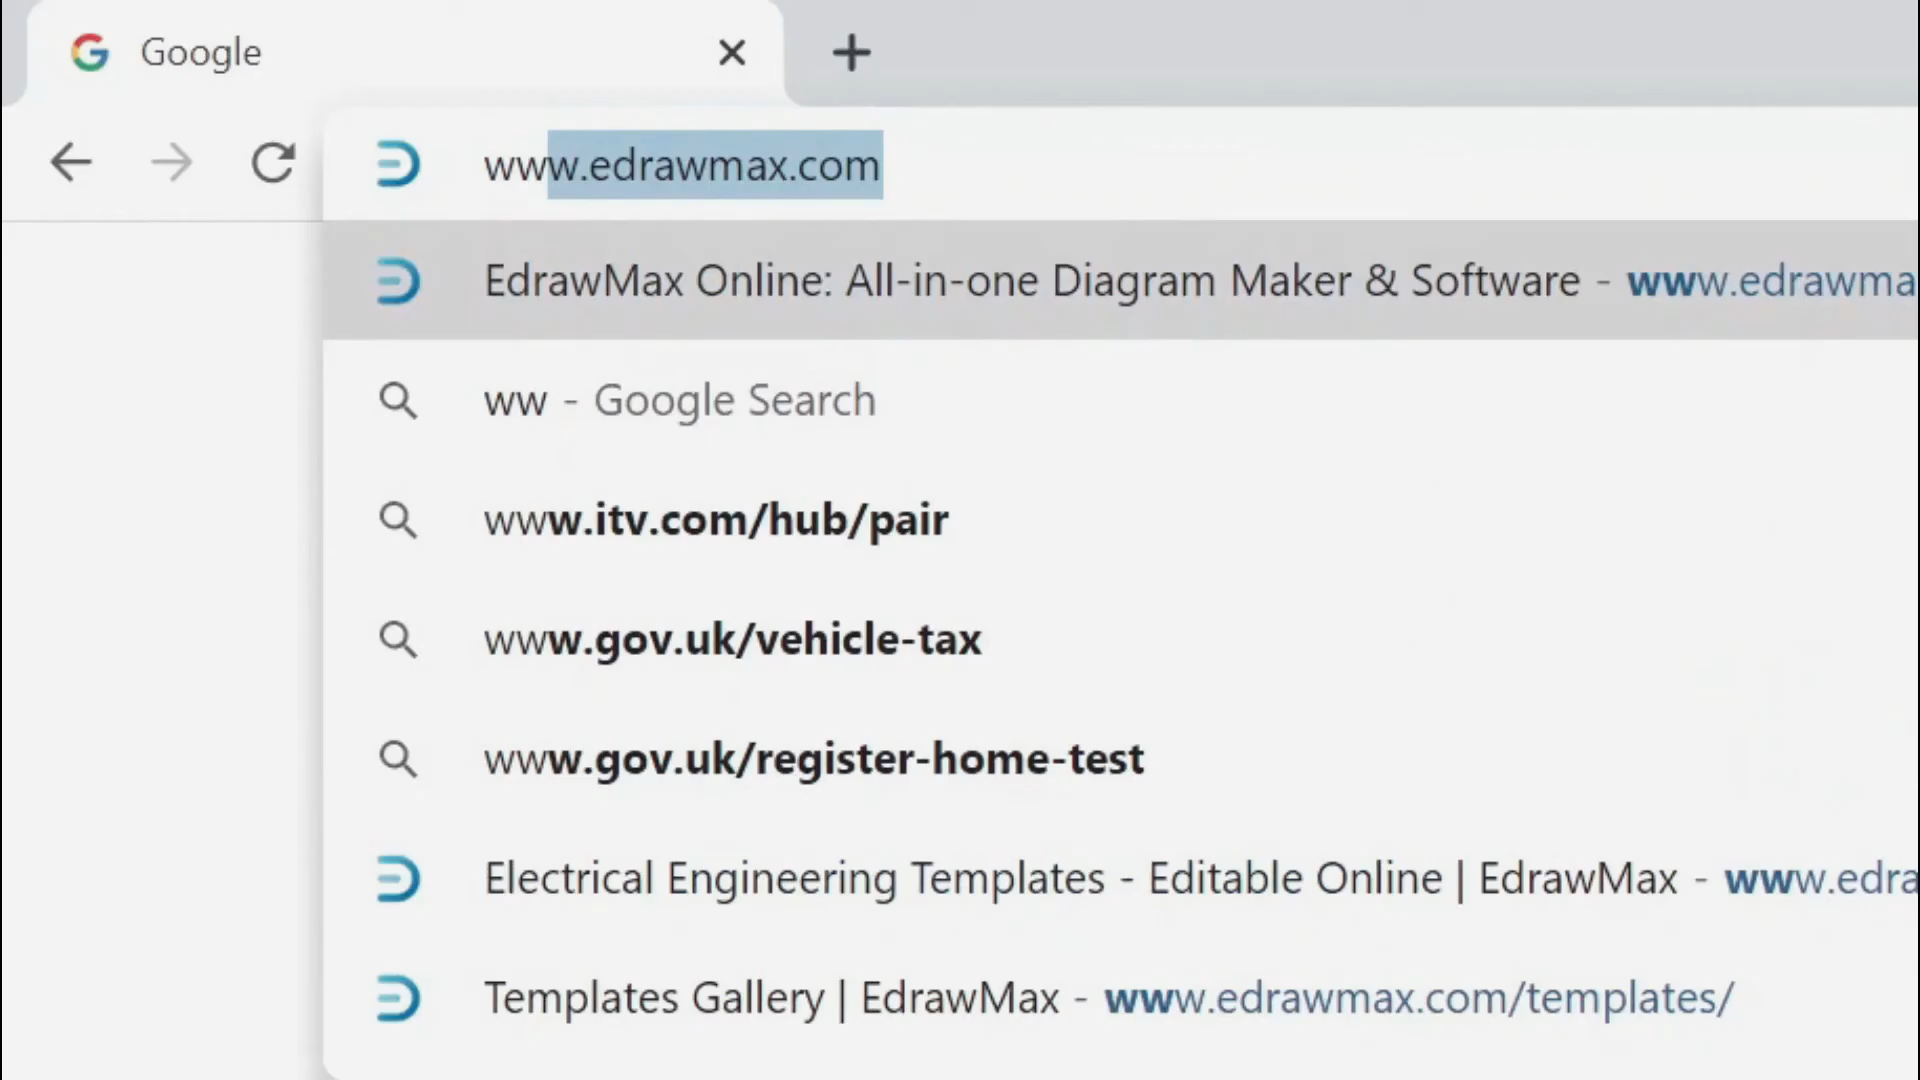 Google
www.edrawmax.com
EdrawMax Online: All-in-one Diagram Maker & Software - www.edrawma
ww - Google Search
www.itv.com/hub/pair
www.gov.uk/vehicle-tax
www.gov.uk/register-home-test
Electrical Engineering Templates - Editable Online | EdrawMax - www.edra
Templates Gallery | EdrawMax - www.edrawmax.com/templates/